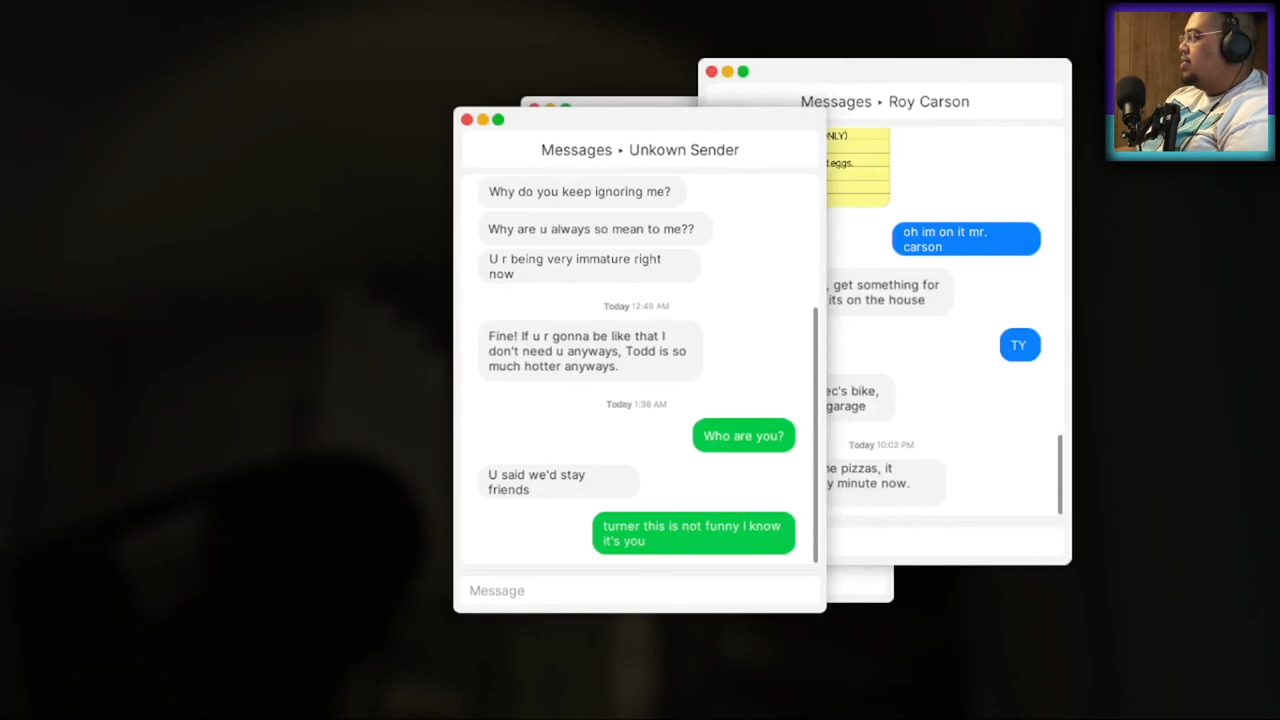 Messages ▸ Unkown Sender
Why do you keep ignoring me?
Why are u always so mean to me??
U r being very immature right
now
Today 12:49 AM
Fine! If u r gonna be like that I
don't need u anyways, Todd is so
much hotter anyways.
Today 1:36 AM
Who are you?
U said we'd stay
friends
turner this is not funny I know
it's you
Message
Messages ▸ Roy Carson
NLY)
eggs.
oh im on it mr.
carson
, get something for
its on the house
TY
ec's bike,
garage
Today 10:02 PM
e pizzas, it
y minute now.